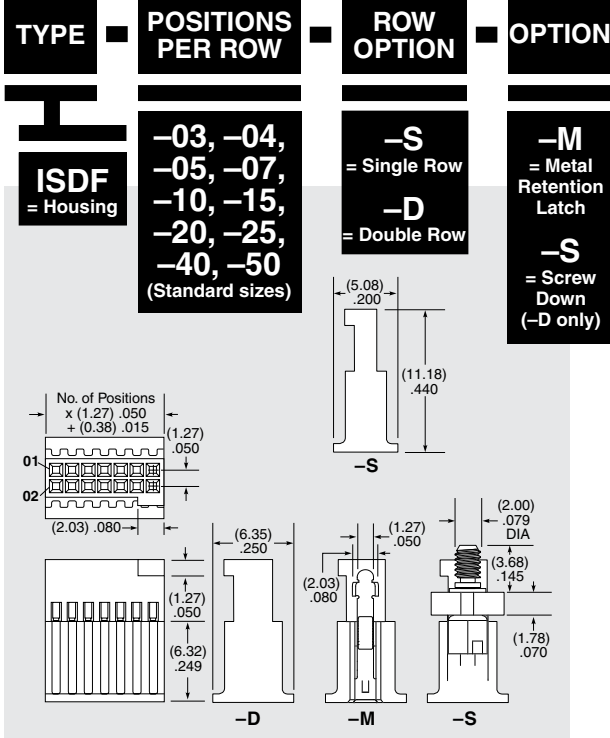 TYPE
POSITIONS
PER ROW
ROW
OPTION
OPTION
ISDF
= Housing
–03, –04,
–05, –07,
–10, –15,
–20, –25,
–40, –50
(Standard sizes)
–S
= Single Row
–D
= Double Row
–M
= Metal
Retention
Latch
–S
= Screw
Down
(–D only)
(5.08)
.200
(11.18)
.440
–S
No. of Positions
x (1.27) .050
+ (0.38) .015
(1.27)
.050
01
02
(2.03) .080
(1.27)
.050
(6.32)
.249
(6.35)
.250
–D
(1.27)
.050
(2.03)
.080
–M
(2.00)
.079
DIA
(3.68)
.145
(1.78)
.070
–S